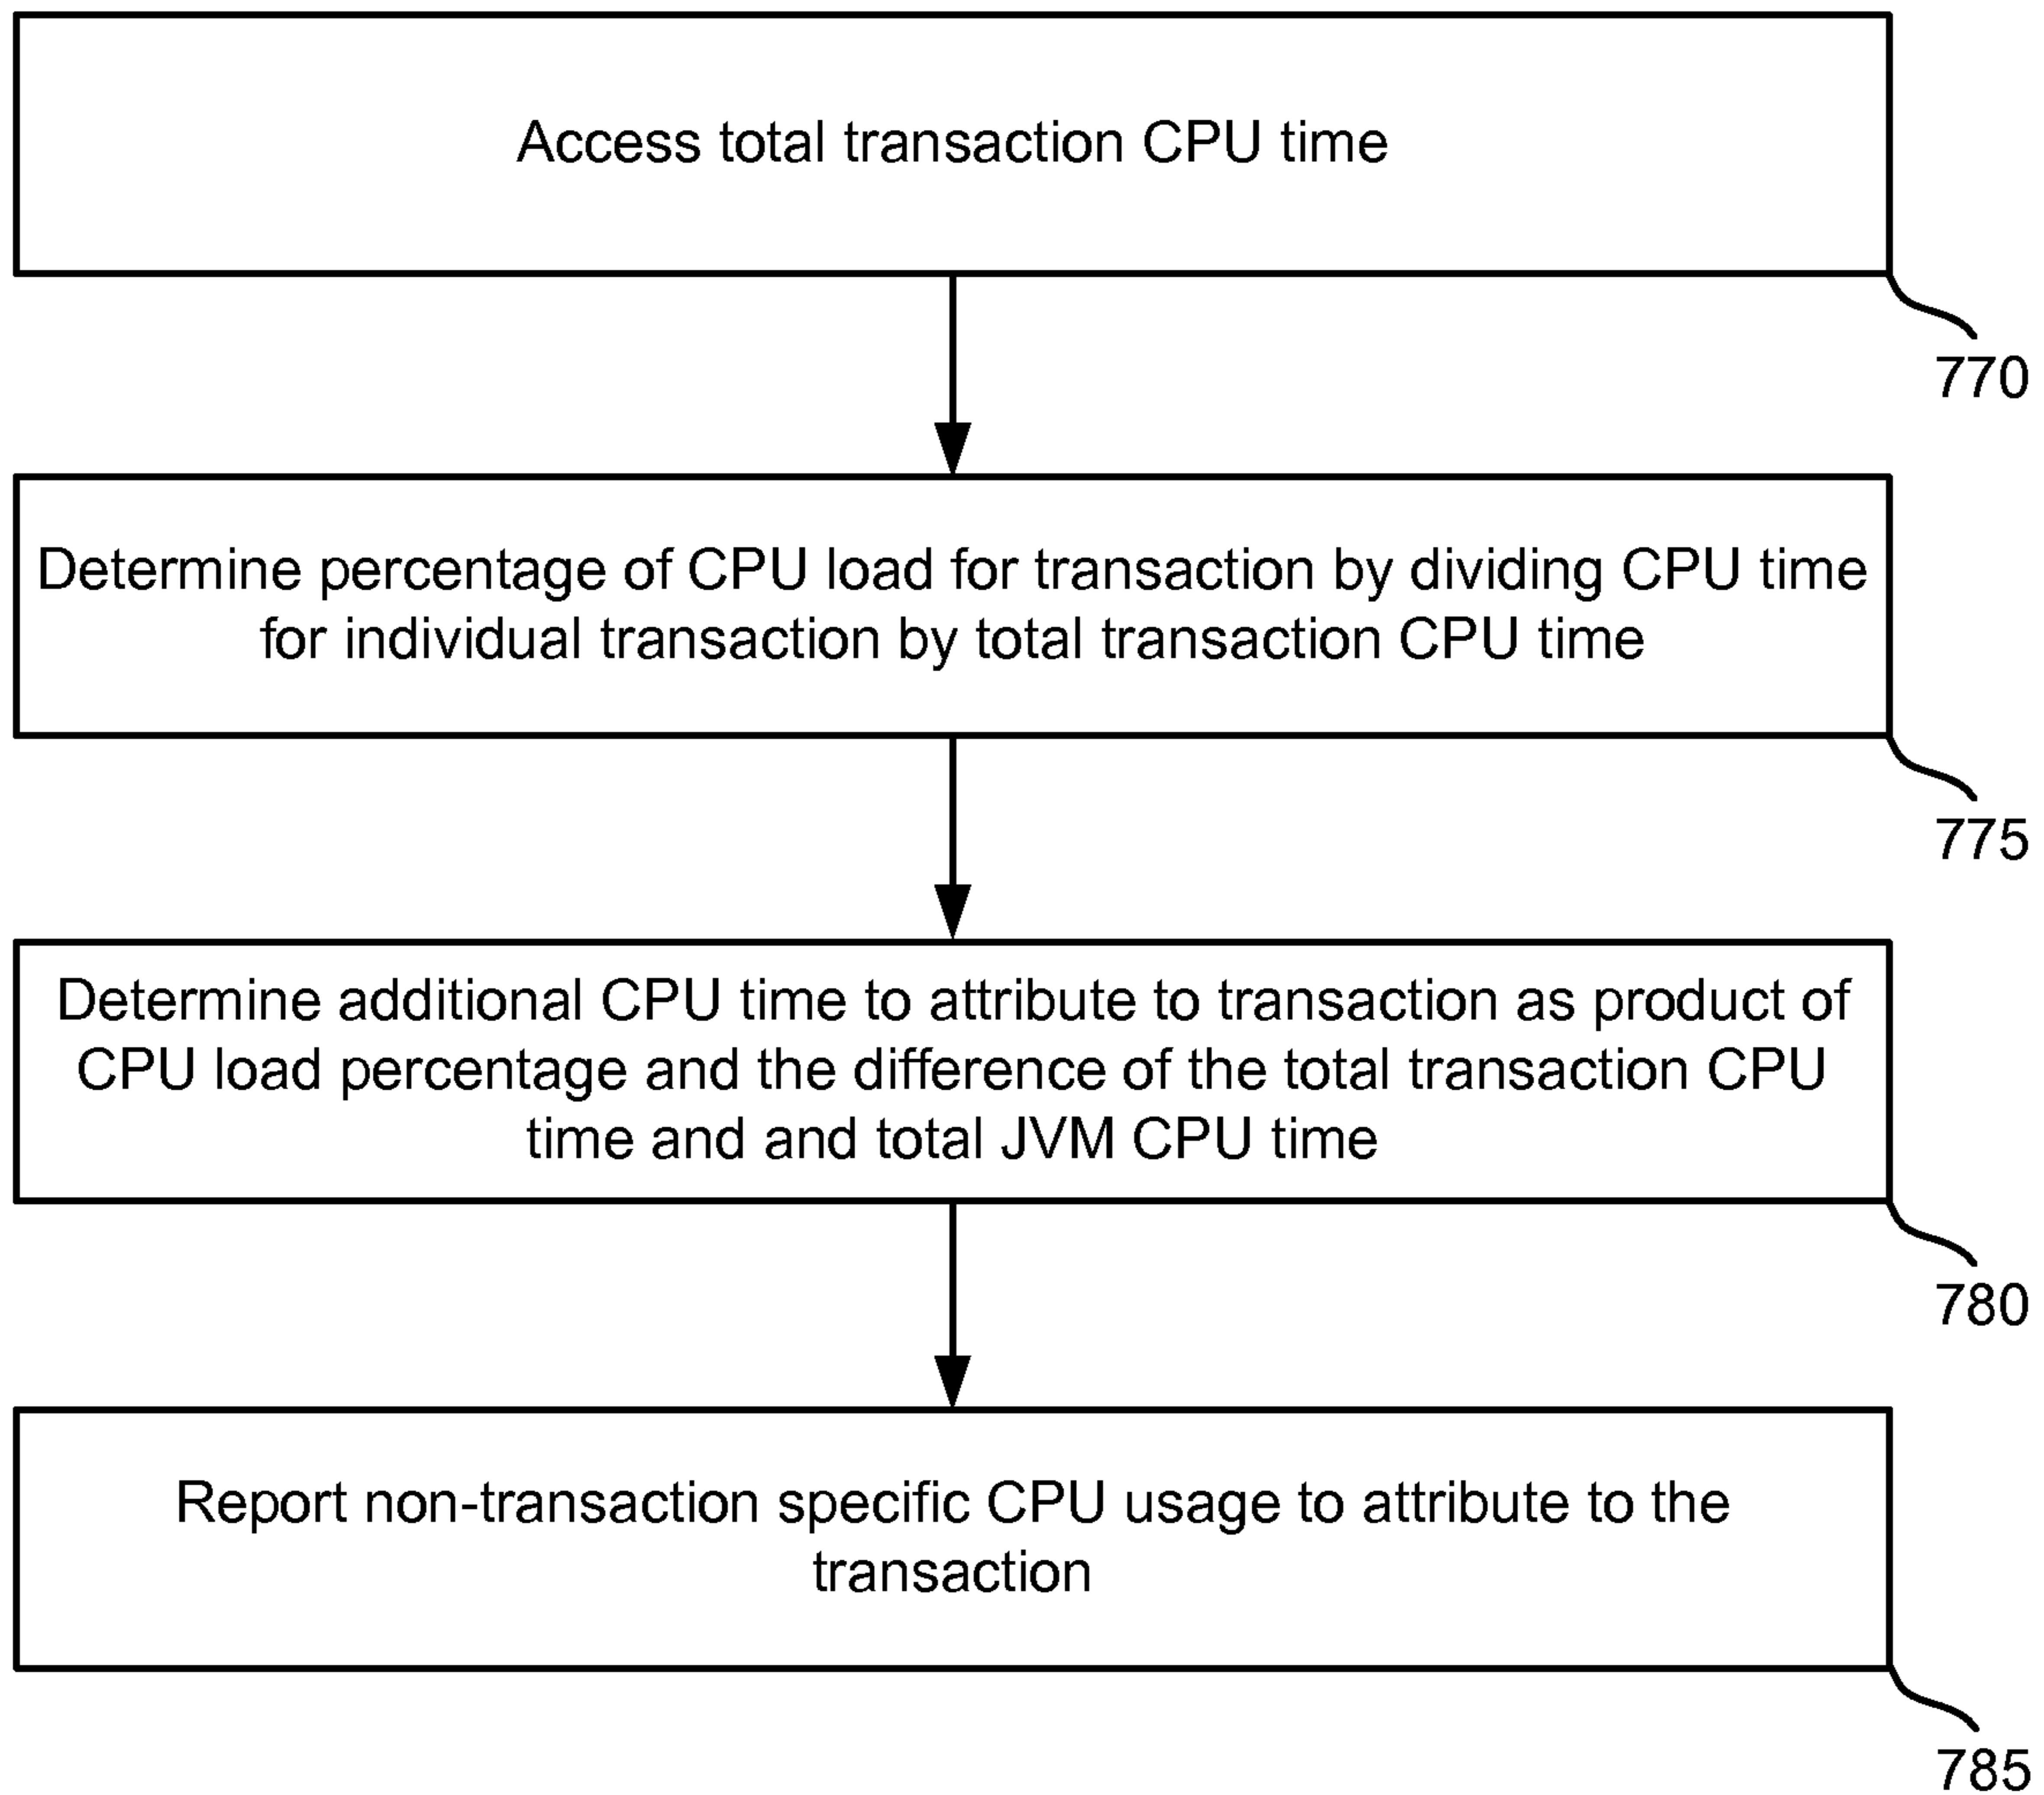 Access total transaction CPU time
770
Determine percentage of CPU load for transaction by dividing CPU time
for individual transaction by total transaction CPU time
775
Determine additional CPU time to attribute to transaction as product of
CPU load percentage and the difference of the total transaction CPU
time and and total JVM CPU time
780
Report non-transaction specific CPU usage to attribute to the
transaction
785